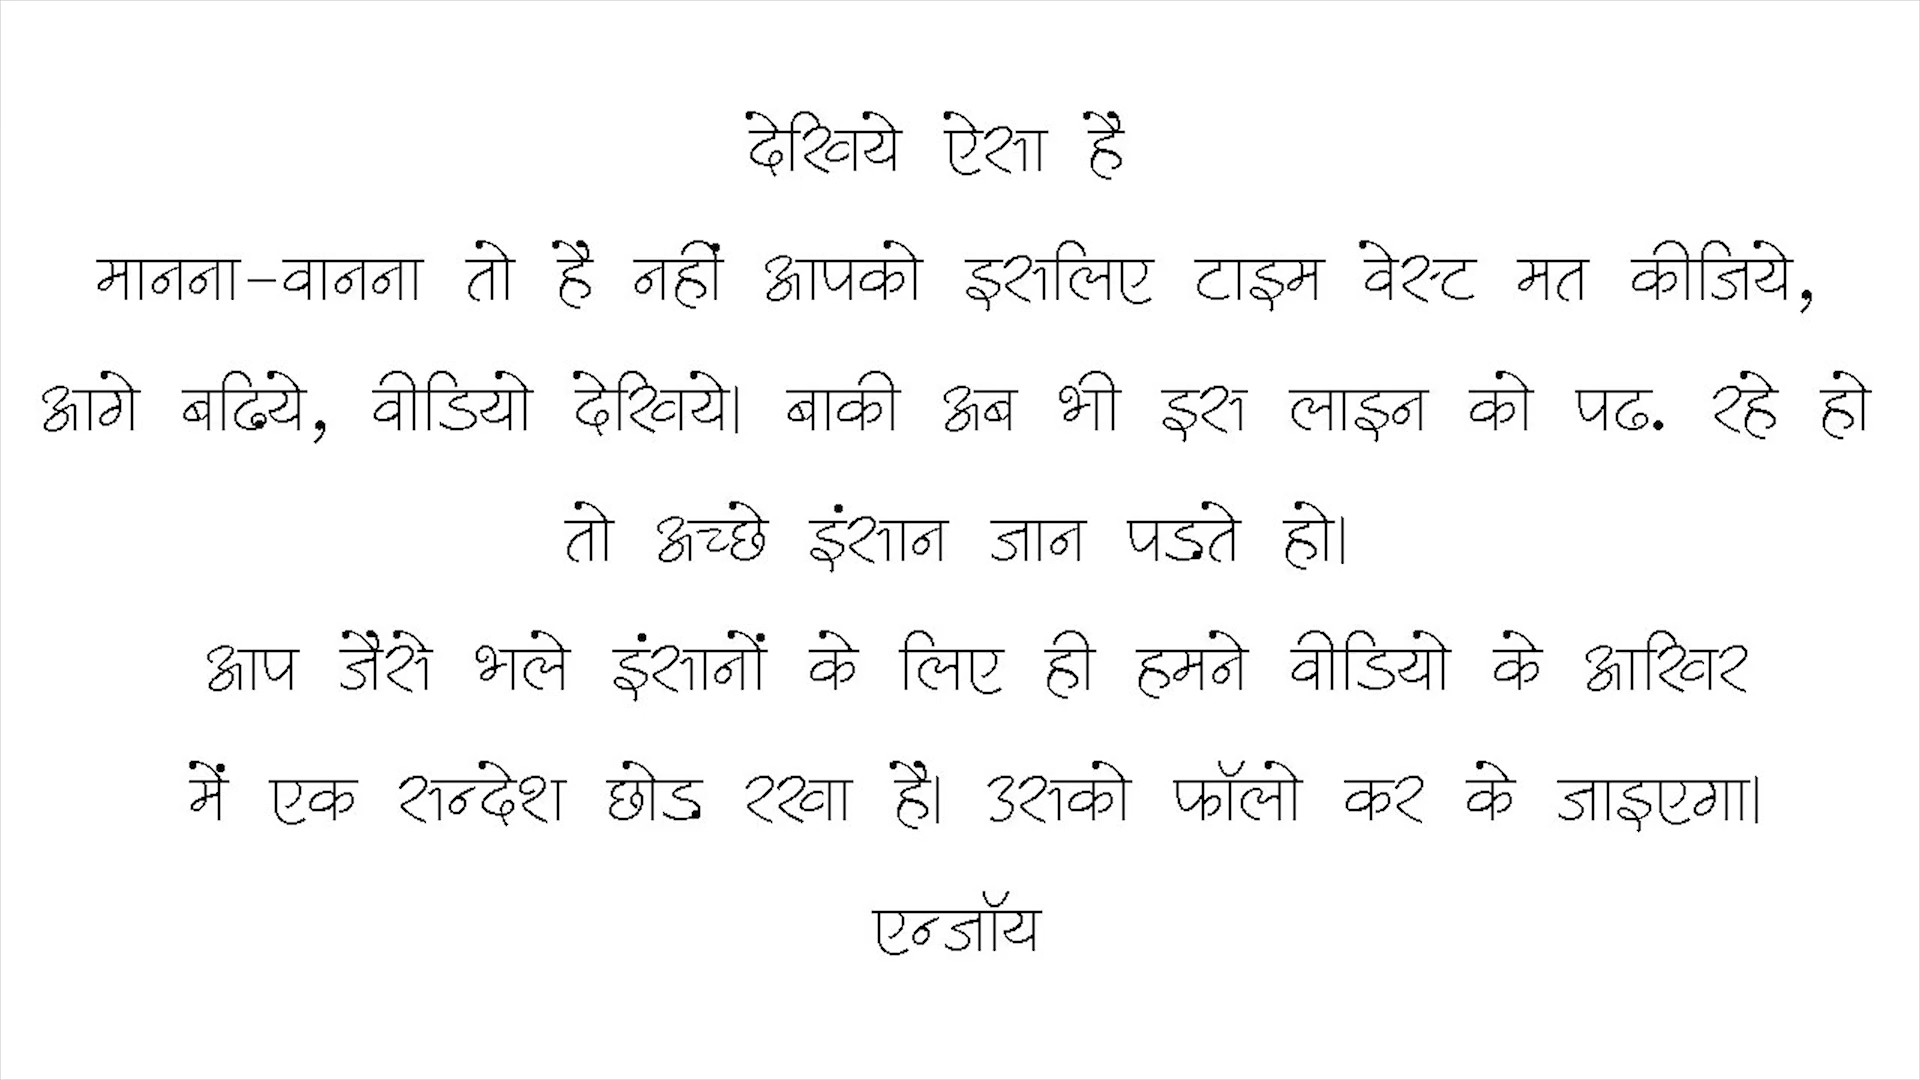 देखिये ऐसा है
मानना-वानना तो है नहीं आपको इसलिए टाइम वेस्ट मत कीजिये,
आगे बढ़िये, वीडियो देखिये। बाकी अब भी इस लाइन को पढ़ रहे हो
तो अच्छे इंसान जान पड़ते हो।
आप जैसे भले इंसानों के लिए ही हमने वीडियो के आखिर
में एक सन्देश छोड़ रखा है। उसको फॉलो कर के जाइएगा।
एन्जॉय